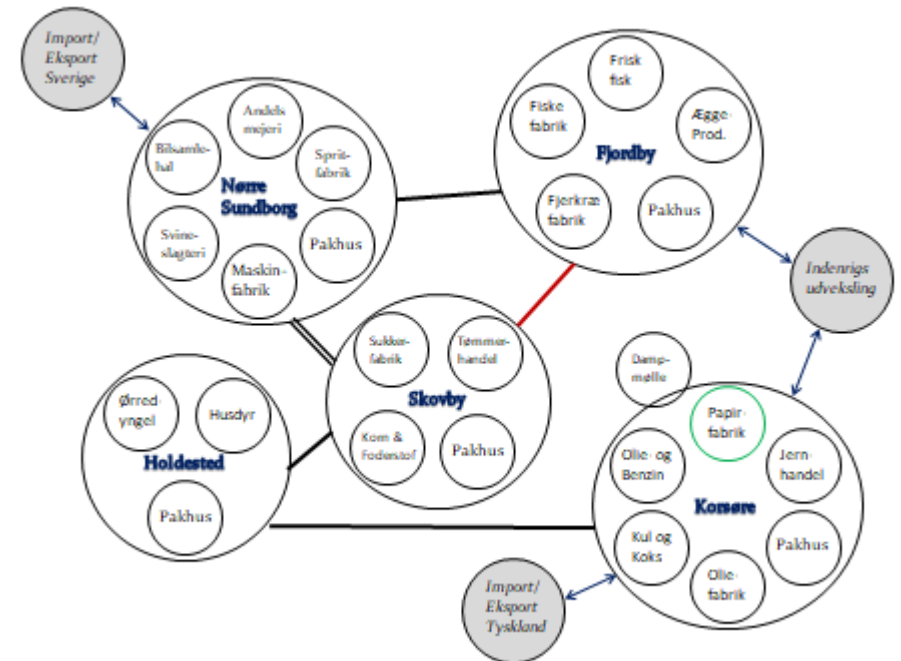 Import/
Eksport
Sverige
Andels
mejeri
Bilsamle-
hal
Sprit-
fabrik
Nørre
Sundborg
Svine-
slagteri
Pakhus
Maskin-
fabrik
Frisk
fisk
Fiske
fabrik
Ægge-
Prod.
Fjordby
Fjerkræ
fabrik
Pakhus
Indenrigs
udveksling
Sukker-
fabrik
Tømmer-
handel
Skovby
Korn &
Foderstof
Pakhus
Ørred-
yngel
Husdyr
Holdested
Pakhus
Damp-
mølle
Papir-
fabrik
Olie- og
Benzin
Jern-
handel
Korsøre
Kul og
Koks
Pakhus
Olie-
fabrik
Import/
Eksport
Tyskland